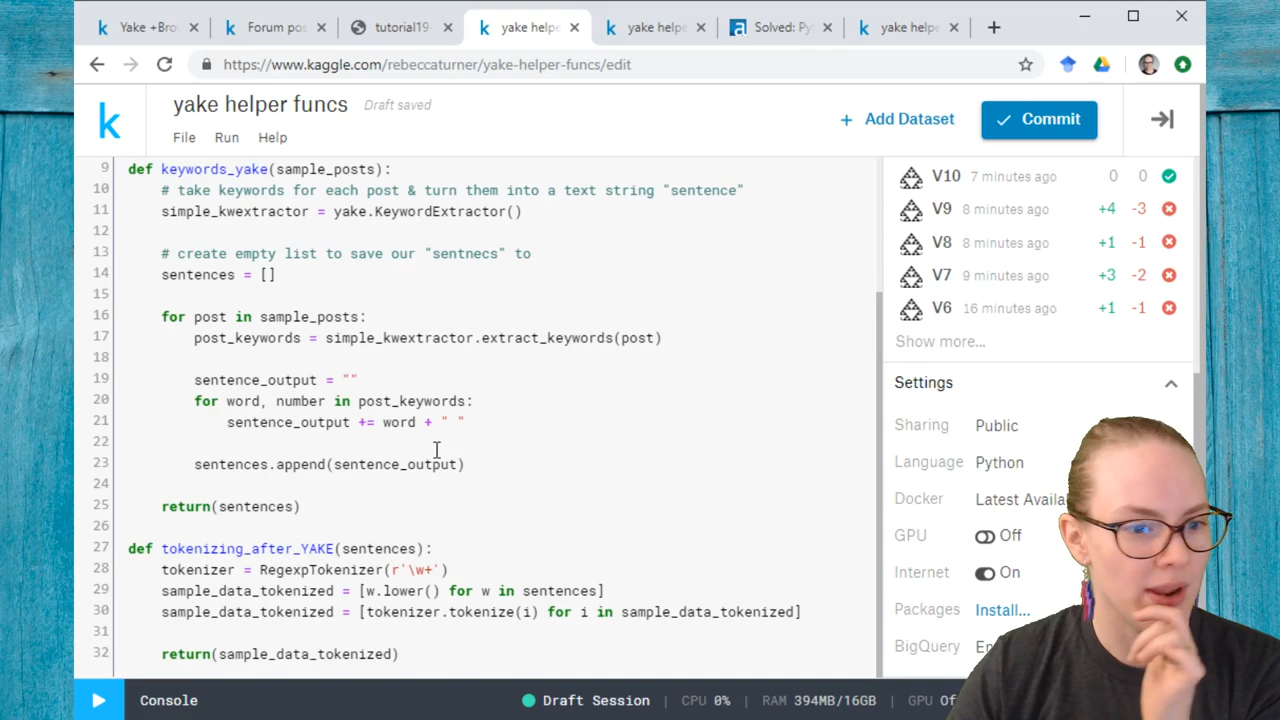 Yake +Bro
Forum pos
tutorial19-
yake helpe
yake helpe
Solved: Py
yake helpe
https://www.kaggle.com/rebeccaturner/yake-helper-funcs/edit
k
yake helper funcs Draft saved
File Run Help
+ Add Dataset
Commit
9 def keywords_yake(sample_posts):
10 # take keywords for each post & turn them into a text string "sentence"
11 simple_kwextractor = yake.KeywordExtractor()
12
13 # create empty list to save our "sentnecs" to
14 sentences = []
15
16 for post in sample_posts:
17 post_keywords = simple_kwextractor.extract_keywords(post)
18
19 sentence_output = ""
20 for word, number in post_keywords:
21 sentence_output += word + " "
22
23 sentences.append(sentence_output)
24
25 return(sentences)
26
27 def tokenizing_after_YAKE(sentences):
28 tokenizer = RegexpTokenizer(r'\w+')
29 sample_data_tokenized = [w.lower() for w in sentences]
30 sample_data_tokenized = [tokenizer.tokenize(i) for i in sample_data_tokenized]
31
32 return(sample_data_tokenized)
V10 7 minutes ago 0 0
V9 8 minutes ago +4 -3
V8 8 minutes ago +1 -1
V7 9 minutes ago +3 -2
V6 16 minutes ago +1 -1
Show more...
Settings
Sharing Public
Language Python
Docker Latest Availa
GPU Off
Internet On
Packages Install...
BigQuery En
Console
Draft Session CPU 0% RAM 394MB/16GB GPU Of